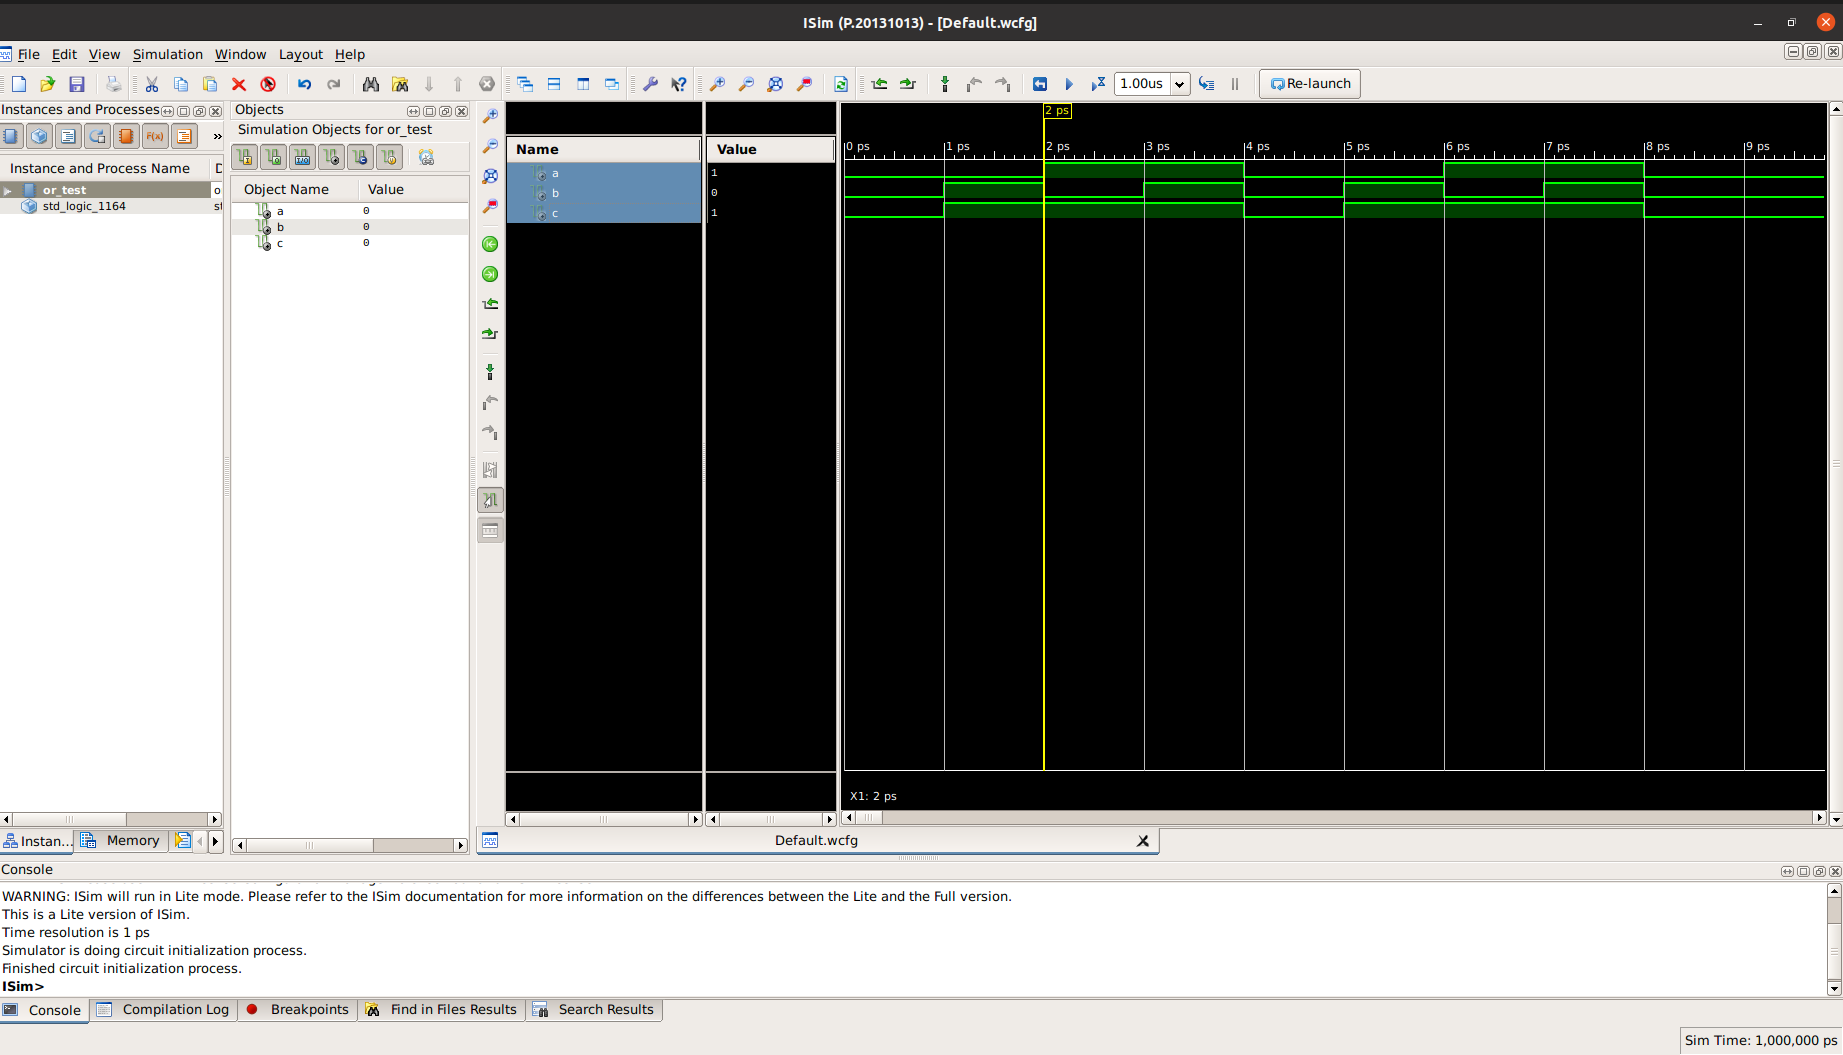 ISim (P.20131013) - [Default.wcfg]
File Edit View Simulation Window Layout Help
1.00us
Re-launch
Instances and Processes
Objects
Simulation Objects for or_test
F(x)
»
Instance and Process Name
or_test
std_logic_1164
Object Name Value
a 0
b 0
c 0
Name Value
a 1
b 0
c 1
2 ps
0 ps 1 ps 2 ps 3 ps 4 ps 5 ps 6 ps 7 ps 8 ps 9 ps
X1: 2 ps
Instan... Memory
Default.wcfg
Console
WARNING: ISim will run in Lite mode. Please refer to the ISim documentation for more information on the differences between the Lite and the Full version.
This is a Lite version of ISim.
Time resolution is 1 ps
Simulator is doing circuit initialization process.
Finished circuit initialization process.
ISim>
Console Compilation Log Breakpoints Find in Files Results Search Results
Sim Time: 1,000,000 ps